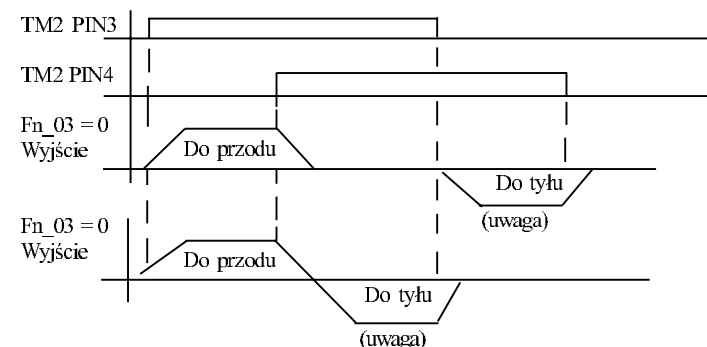 TM2 PIN3
TM2 PIN4
Fn_03 = 0
Wyjście
Do przodu
Do tyłu
(uwaga)
Fn_03 = 0
Wyjście
Do przodu
Do tyłu
(uwaga)